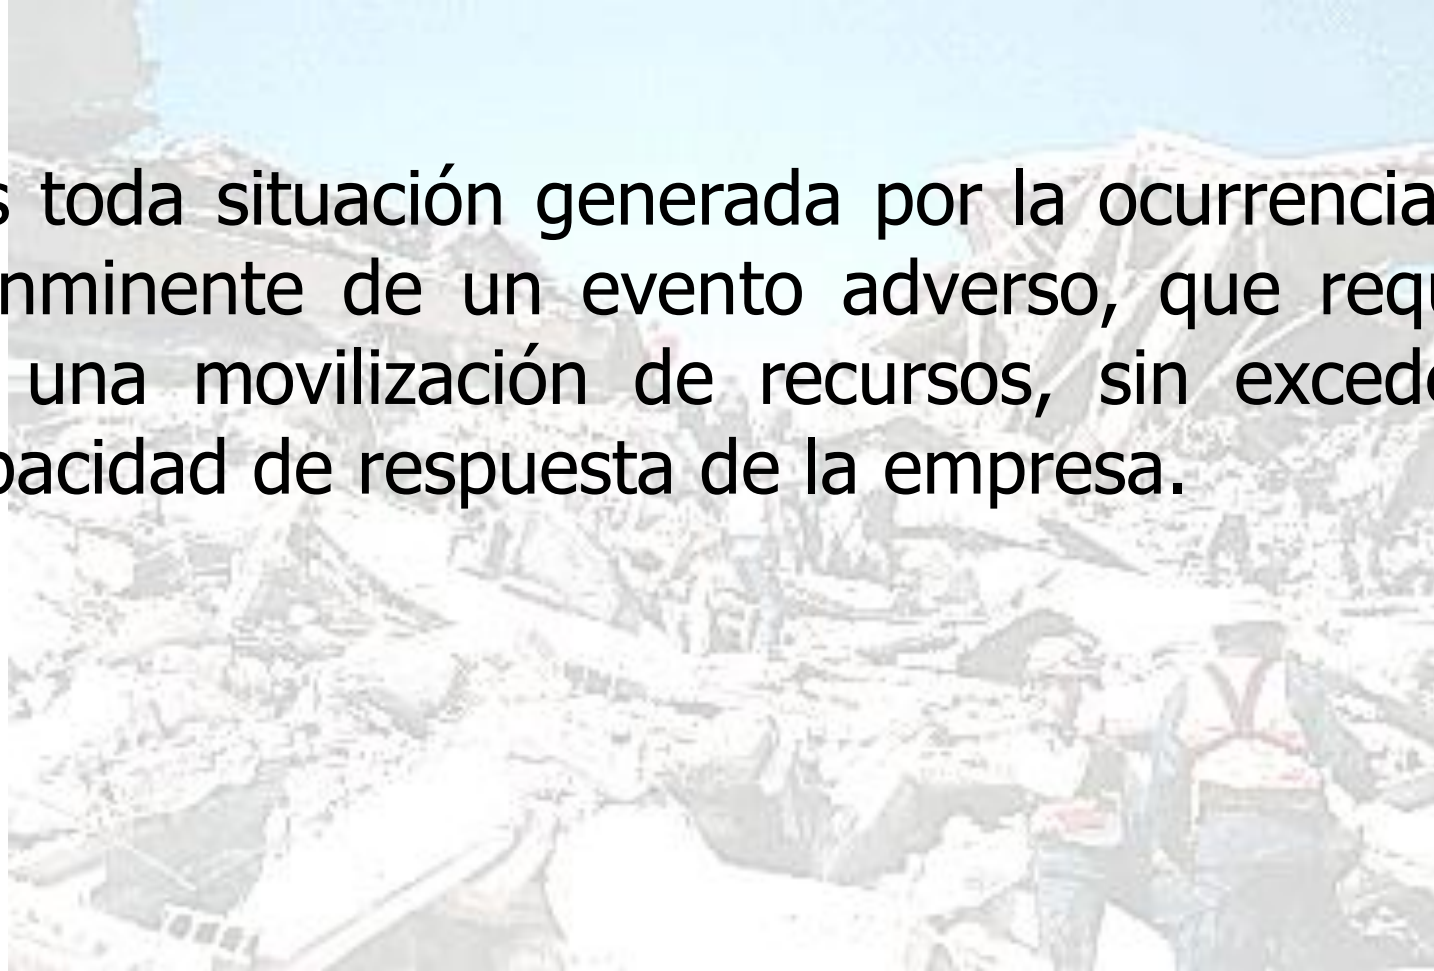 s toda situación generada por la ocurrencia
nminente de un evento adverso, que requ
una movilización de recursos, sin excede
pacidad de respuesta de la empresa.